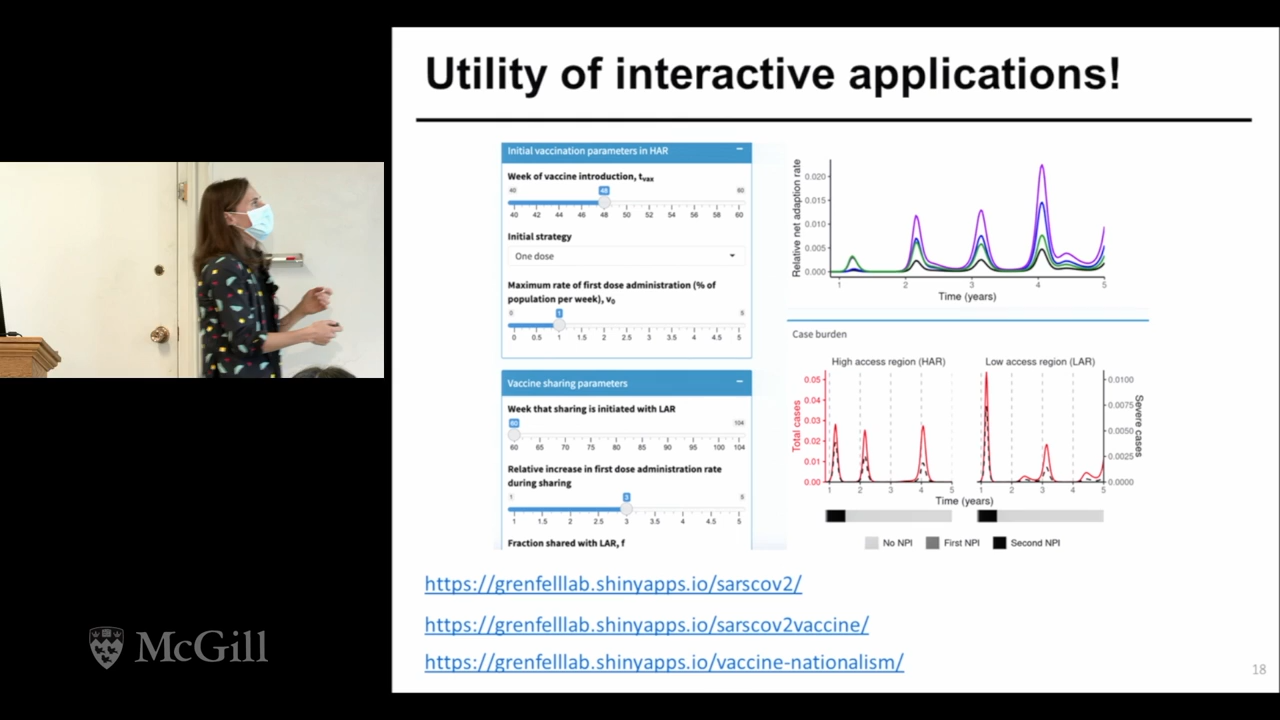 Utility of interactive applications!
Initial vaccination parameters in HAR
Week of vaccine introduction, tvax
40 48 60
40 42 44 46 48 50 52 54 56 58 60
Initial strategy
One dose
Maximum rate of first dose administration (% of
population per week), v0
0 1 5
0 0.5 1 1.5 2 2.5 3 3.5 4 4.5 5
Vaccine sharing parameters
Week that sharing is initiated with LAR
60 104
60 65 70 75 80 85 90 95 100 104
Relative increase in first dose administration rate
during sharing
1 3 5
1 1.5 2 2.5 3 3.5 4 4.5 5
Fraction shared with LAR, f
Relative net adaption rate
0.020
0.015
0.010
0.005
0.000
1 2 3 4 5
Time (years)
Case burden
High access region (HAR) Low access region (LAR)
Total cases
0.05
0.04
0.03
0.02
0.01
0.00
0.0100
0.0075
0.0050
0.0025
0.0000
Severe cases
1 2 3 4 5 1 2 3 4 5
Time (years)
No NPI First NPI Second NPI
https://grenfelllab.shinyapps.io/sarscov2/
https://grenfelllab.shinyapps.io/sarscov2vaccine/
https://grenfelllab.shinyapps.io/vaccine-nationalism/
18
McGill